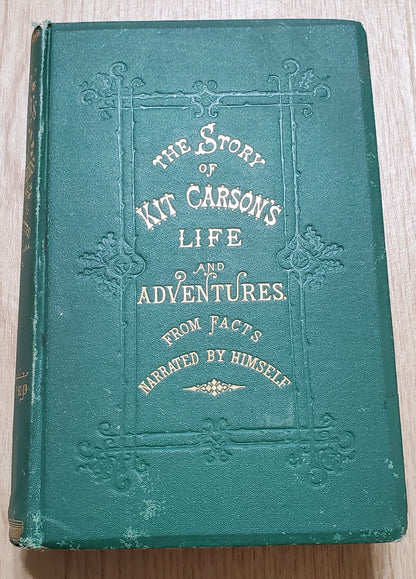 THE STORY
OF
KIT CARSON'S
LIFE
AND
ADVENTURES.
FROM FACTS
NARRATED BY HIMSELF